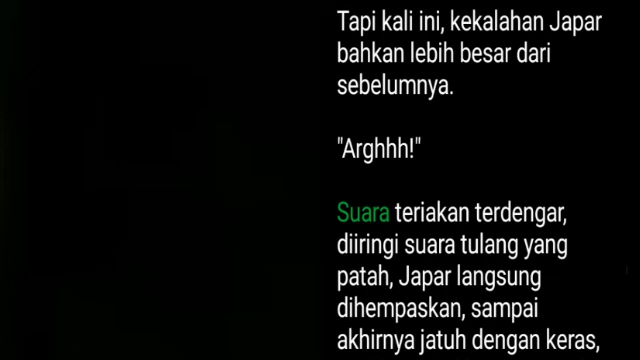 Tapi kali ini, kekalahan Japar
bahkan lebih besar dari
sebelumnya.
"Arghhh!"
Suara teriakan terdengar,
diiringi suara tulang yang
patah, Japar langsung
dihempaskan, sampai
akhirnya jatuh dengan keras,